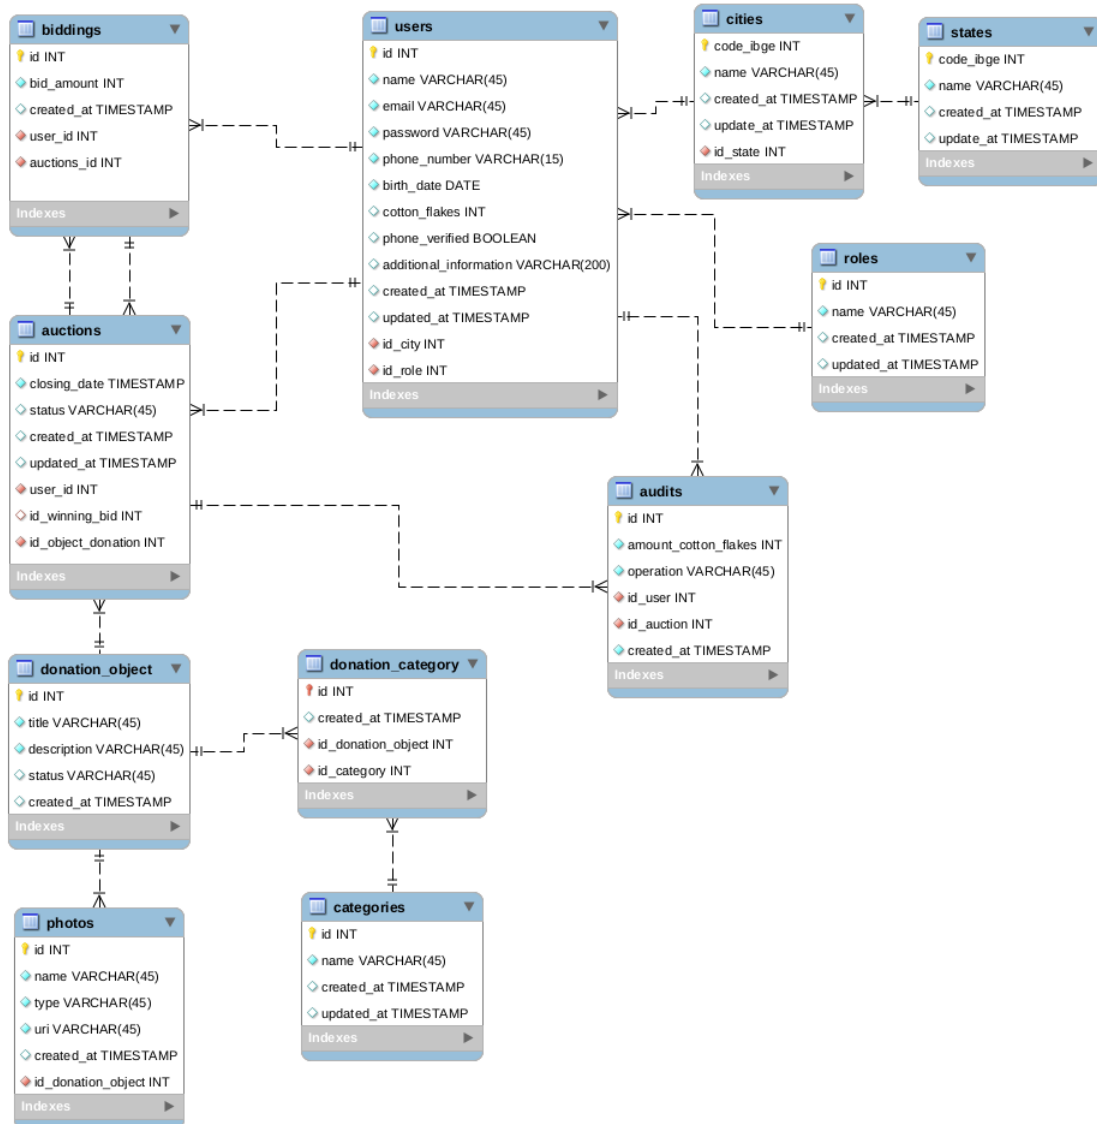 biddings
id INT
bid_amount INT
created_at TIMESTAMP
user_id INT
auctions_id INT
Indexes
users
id INT
name VARCHAR(45)
email VARCHAR(45)
password VARCHAR(45)
phone_number VARCHAR(15)
birth_date DATE
cotton_flakes INT
phone_verified BOOLEAN
additional_information VARCHAR(200)
created_at TIMESTAMP
updated_at TIMESTAMP
id_city INT
id_role INT
Indexes
cities
code_ibge INT
name VARCHAR(45)
created_at TIMESTAMP
update_at TIMESTAMP
id_state INT
Indexes
states
code_ibge INT
name VARCHAR(45)
created_at TIMESTAMP
update_at TIMESTAMP
Indexes
roles
id INT
name VARCHAR(45)
created_at TIMESTAMP
updated_at TIMESTAMP
Indexes
auctions
id INT
closing_date TIMESTAMP
status VARCHAR(45)
created_at TIMESTAMP
updated_at TIMESTAMP
user_id INT
id_winning_bid INT
id_object_donation INT
Indexes
audits
id INT
amount_cotton_flakes INT
operation VARCHAR(45)
id_user INT
id_auction INT
created_at TIMESTAMP
Indexes
donation_object
id INT
title VARCHAR(45)
description VARCHAR(45)
status VARCHAR(45)
created_at TIMESTAMP
Indexes
donation_category
id INT
created_at TIMESTAMP
id_donation_object INT
id_category INT
Indexes
photos
id INT
name VARCHAR(45)
type VARCHAR(45)
uri VARCHAR(45)
created_at TIMESTAMP
id_donation_object INT
Indexes
categories
id INT
name VARCHAR(45)
created_at TIMESTAMP
updated_at TIMESTAMP
Indexes